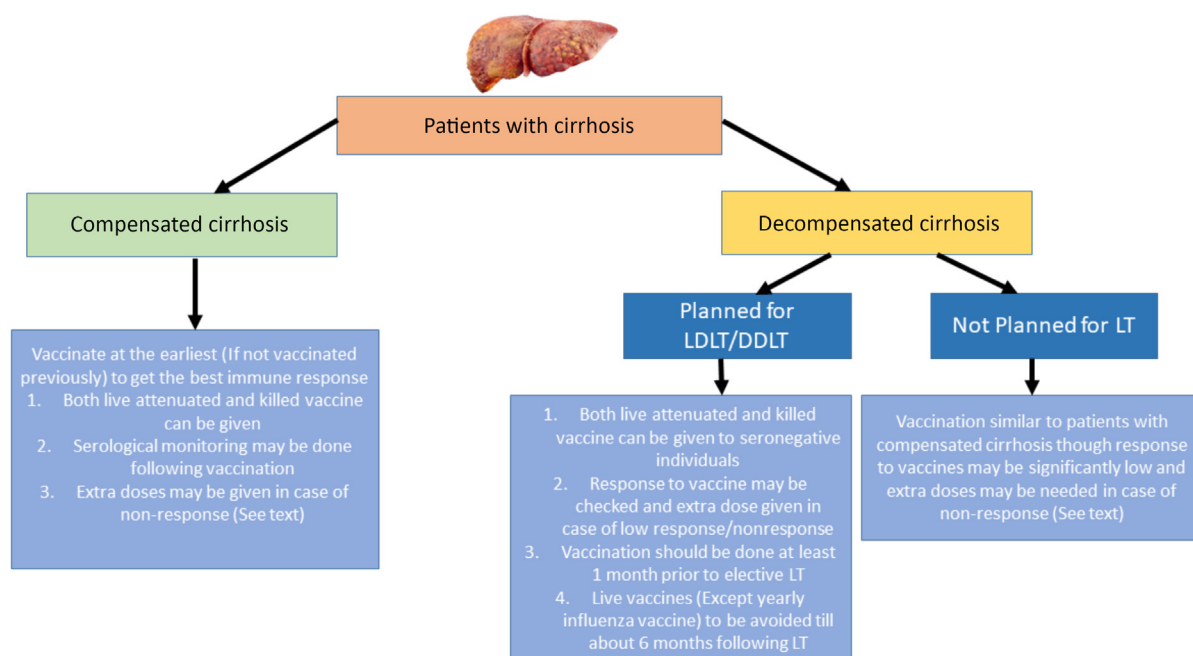 Patients with cirrhosis
Compensated cirrhosis
Decompensated cirrhosis
Planned for
LDLT/DDLT
Not Planned for LT
Vaccinate at the earliest (If not vaccinated
previously) to get the best immune response
1. Both live attenuated and killed vaccine
can be given
2. Serological monitoring may be done
following vaccination
3. Extra doses may be given in case of
non-response (See text)
1. Both live attenuated and killed
vaccine can be given to seronegative
individuals
2. Response to vaccine may be
checked and extra dose given in
case of low response/nonresponse
3. Vaccination should be done at least
1 month prior to elective LT
4. Live vaccines (Except yearly
influenza vaccine) to be avoided till
about 6 months following LT
Vaccination similar to patients with
compensated cirrhosis though response
to vaccines may be significantly low and
extra doses may be needed in case of
non-response (See text)